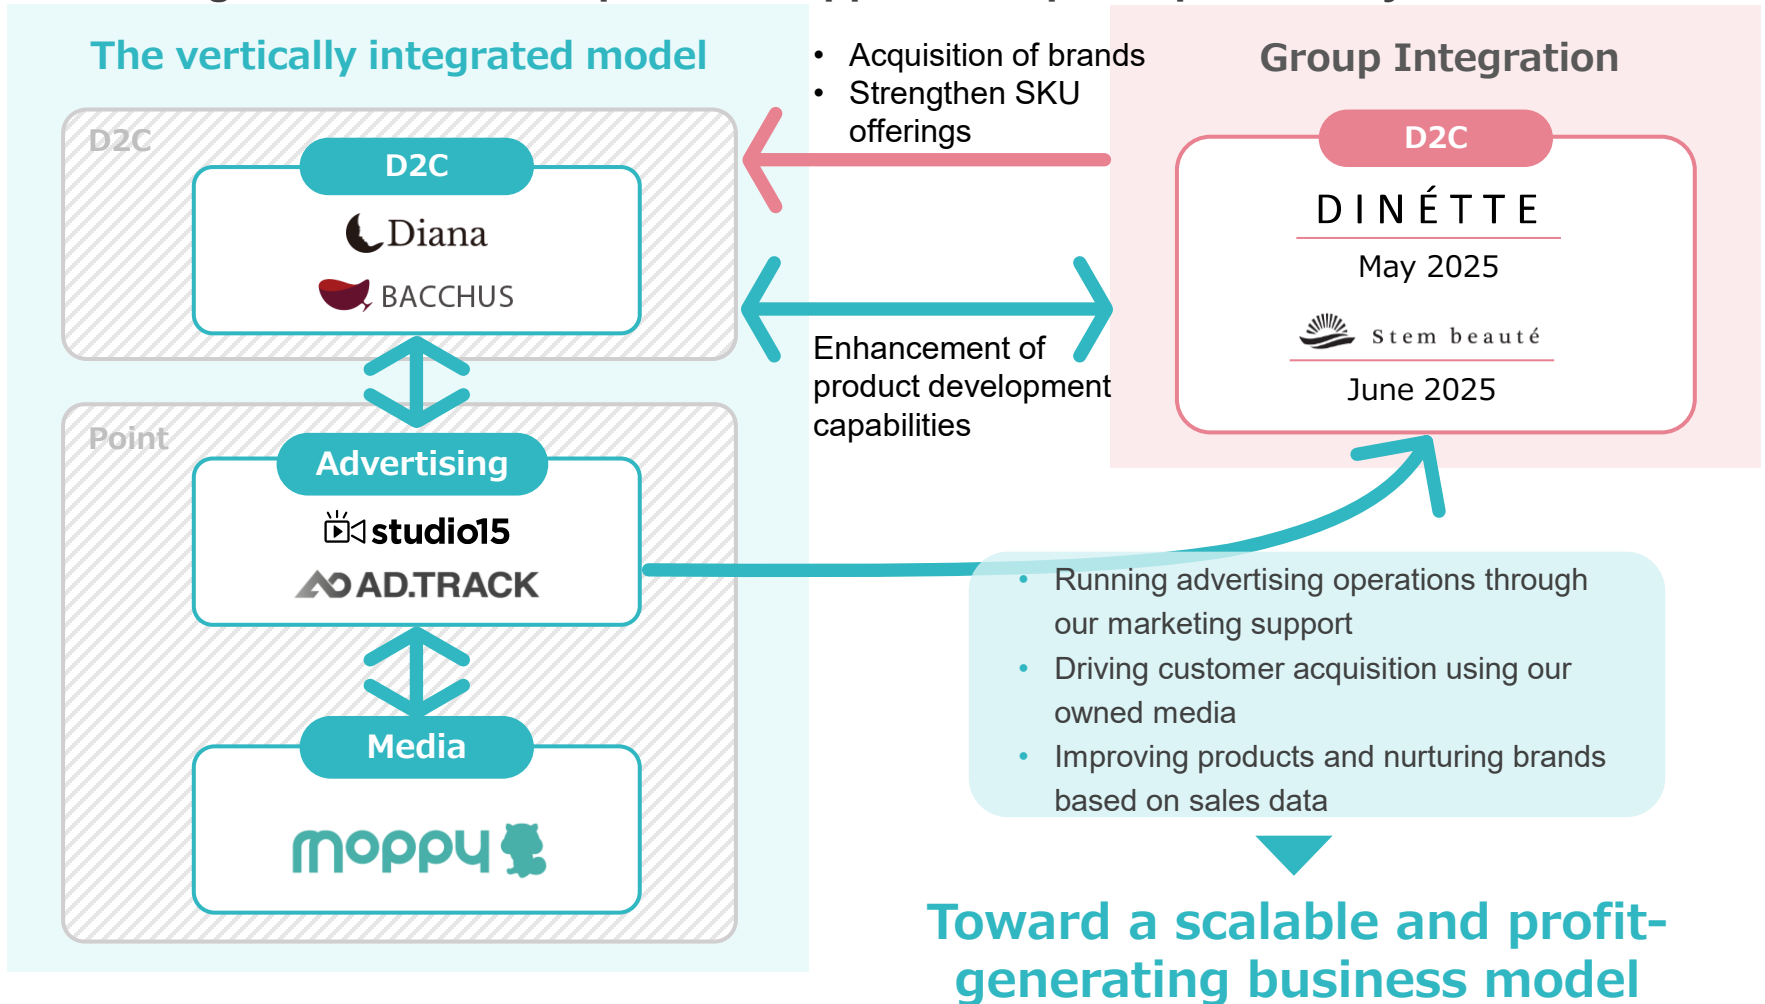 The vertically integrated model
D2C
D2C
Diana
BACCHUS
Point
Advertising
studio15
AD.TRACK
Media
moppy
• Acquisition of brands
• Strengthen SKU
offerings
Enhancement of
product development
capabilities
Group Integration
D2C
DINÉTTE
May 2025
Stem beauté
June 2025
• Running advertising operations through
our marketing support
• Driving customer acquisition using our
owned media
• Improving products and nurturing brands
based on sales data
Toward a scalable and profit-
generating business model